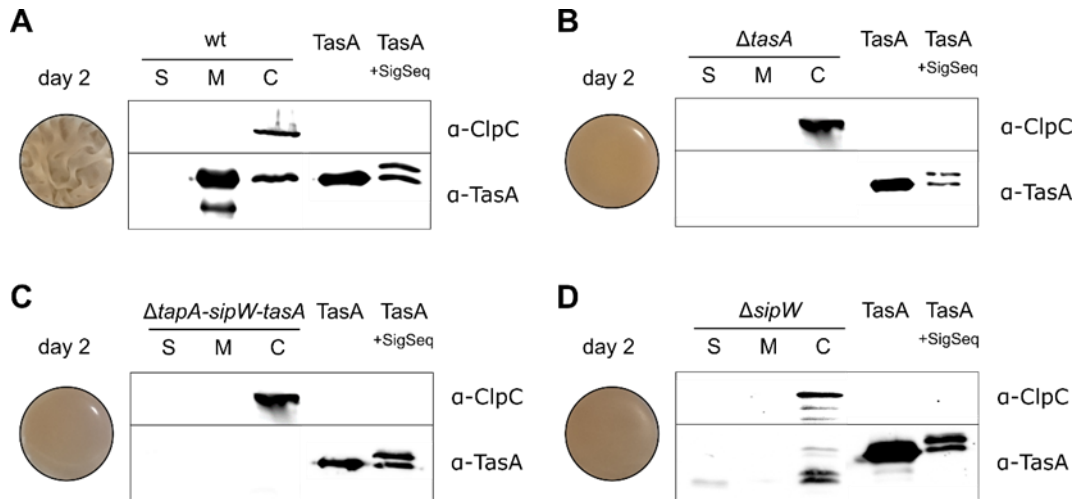 A
wt
TasA
TasA
+SigSeq
day 2
S M C
α-ClpC
α-TasA
B
ΔtasA
TasA
TasA
+SigSeq
day 2
S M C
α-ClpC
α-TasA
C
ΔtapA-sipW-tasA
TasA
TasA
+SigSeq
day 2
S M C
α-ClpC
α-TasA
D
ΔsipW
TasA
TasA
+SigSeq
day 2
S M C
α-ClpC
α-TasA